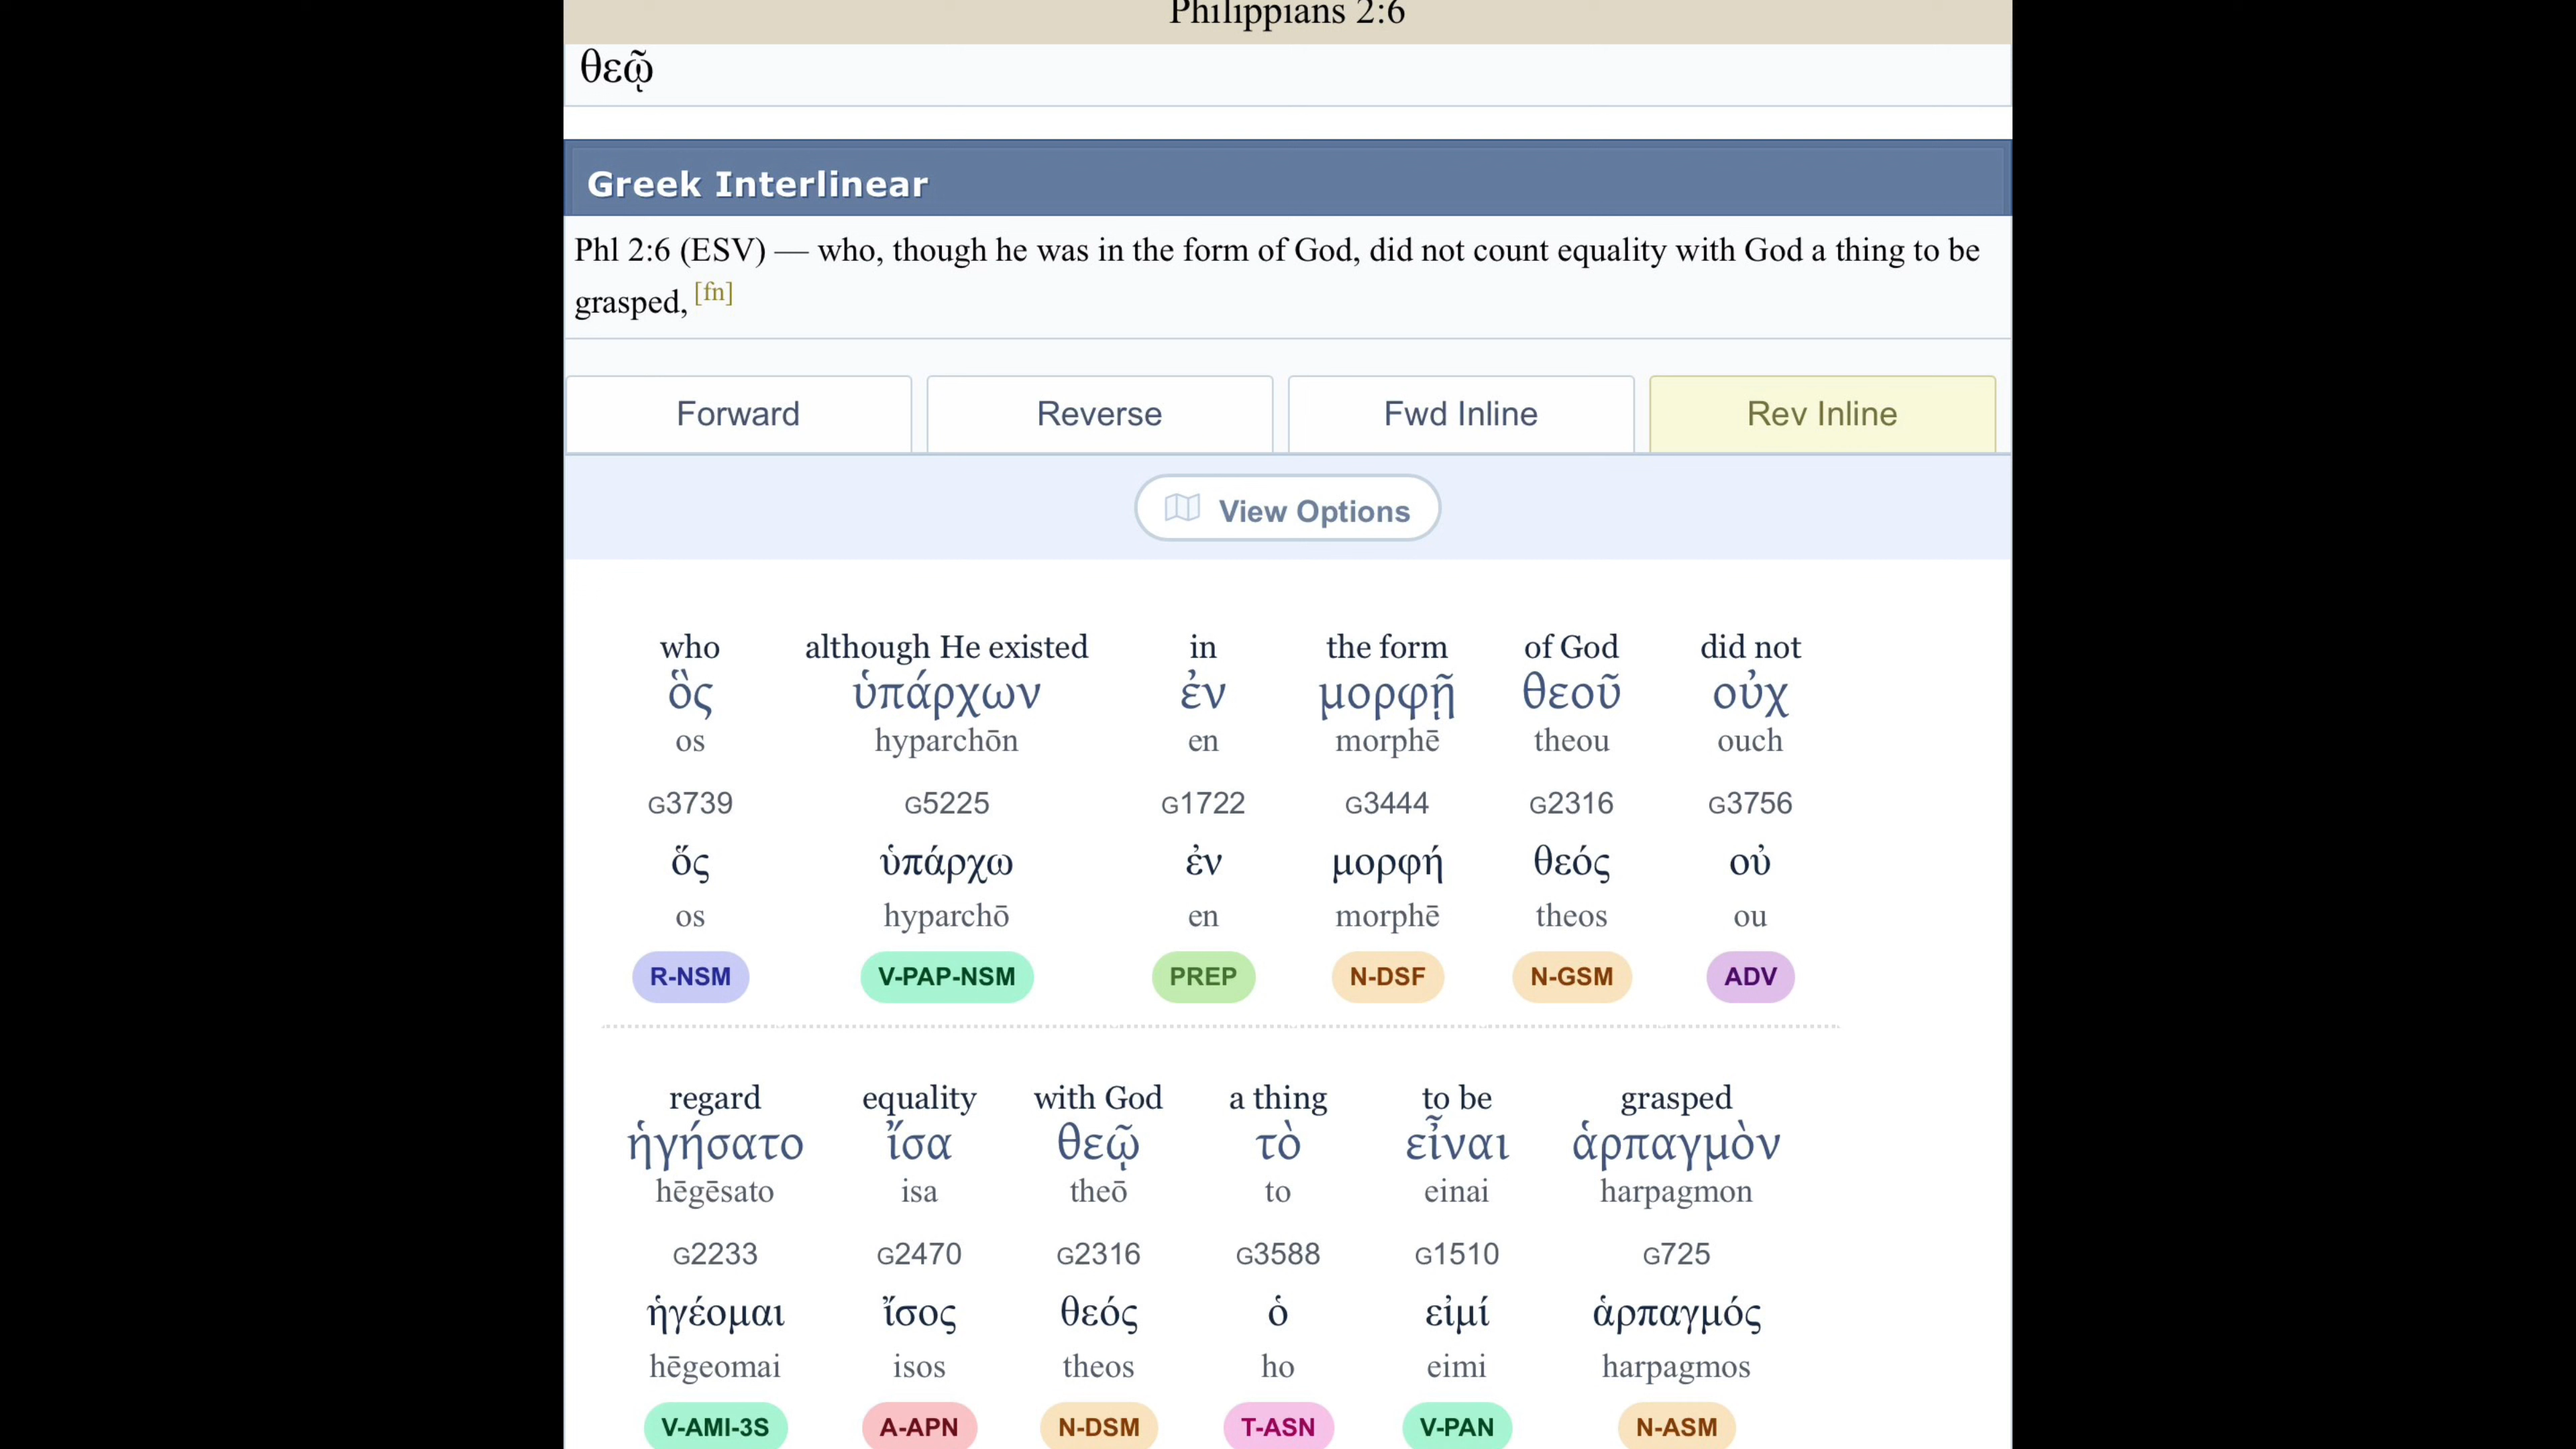 Philippians 2:6
θεῷ
Greek Interlinear
Phl 2:6 (ESV) — who, though he was in the form of God, did not count equality with God a thing to be
grasped, [fn]
Forward Reverse Fwd Inline Rev Inline
View Options
who although He existed in the form of God did not
ὃς ὑπάρχων ἐν μορφῇ θεοῦ οὐχ
os hyparchōn en morphē theou ouch
G3739 G5225 G1722 G3444 G2316 G3756
ὅς ὑπάρχω ἐν μορφή θεός οὐ
os hyparchō en morphē theos ou
R-NSM V-PAP-NSM PREP N-DSF N-GSM ADV
regard equality with God a thing to be grasped
ἡγήσατο ἴσα θεῷ τὸ εἶναι ἁρπαγμὸν
hēgēsato isa theō to einai harpagmon
G2233 G2470 G2316 G3588 G1510 G725
ἡγέομαι ἴσος θεός ὁ εἰμί ἁρπαγμός
hēgeomai isos theos ho eimi harpagmos
V-AMI-3S A-APN N-DSM T-ASN V-PAN N-ASM